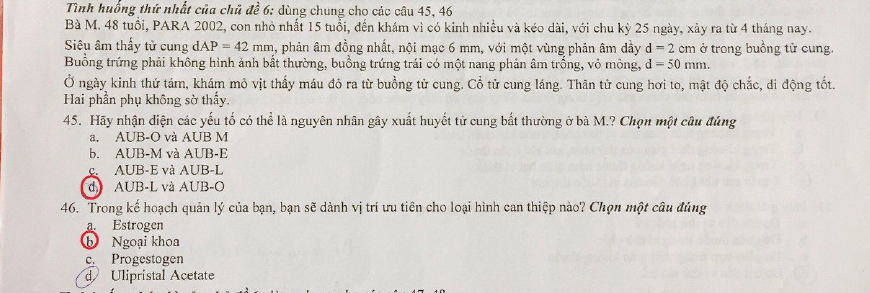 Tình huống thứ nhất của chủ đề 6: dùng chung cho các câu 45, 46
Bà M. 48 tuổi, PARA 2002, con nhỏ nhất 15 tuổi, đến khám vì có kinh nhiều và kéo dài, với chu kỳ 25 ngày, xảy ra từ 4 tháng nay.
Siêu âm thấy tử cung dAP = 42 mm, phản âm đồng nhất, nội mạc 6 mm, với một vùng phản âm dầy d = 2 cm ở trong buồng tử cung.
Buồng trứng phải không hình ảnh bất thường, buồng trứng trái có một nang phản âm trống, vỏ mỏng, d = 50 mm.
Ở ngày kinh thứ tám, khám mỏ vịt thấy máu đỏ ra từ buồng tử cung. Cổ tử cung láng. Thân tử cung hơi to, mật độ chắc, di động tốt.
Hai phần phụ không sờ thấy.
45. Hãy nhận diện các yếu tố có thể là nguyên nhân gây xuất huyết tử cung bất thường ở bà M.? Chọn một câu đúng
a. AUB-O và AUB M
b. AUB-M và AUB-E
c. AUB-E và AUB-L
d. AUB-L và AUB-O
46. Trong kế hoạch quản lý của bạn, bạn sẽ dành vị trí ưu tiên cho loại hình can thiệp nào? Chọn một câu đúng
a. Estrogen
b. Ngoại khoa
c. Progestogen
d. Ulipristal Acetate